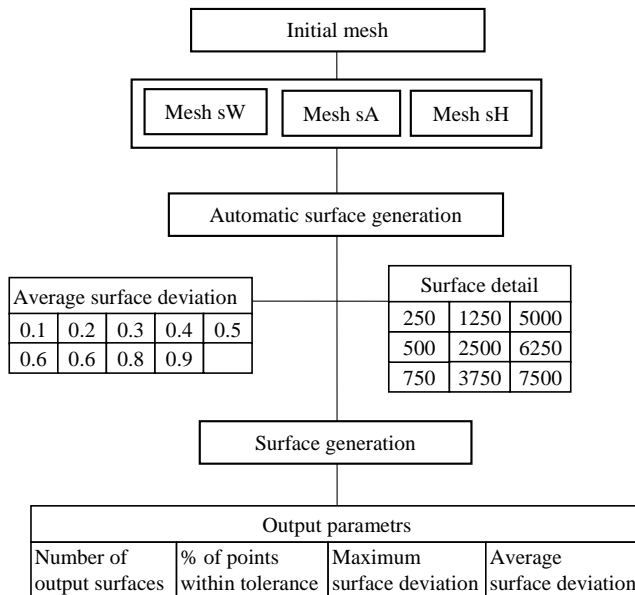 Initial mesh
Mesh sW Mesh sA Mesh sH
Automatic surface generation
Average surface deviation
0.1 0.2 0.3 0.4 0.5
0.6 0.6 0.8 0.9
Surface detail
250 1250 5000
500 2500 6250
750 3750 7500
Surface generation
Output parametrs
Number of
output surfaces
% of points
within tolerance
Maximum
surface deviation
Average
surface deviation